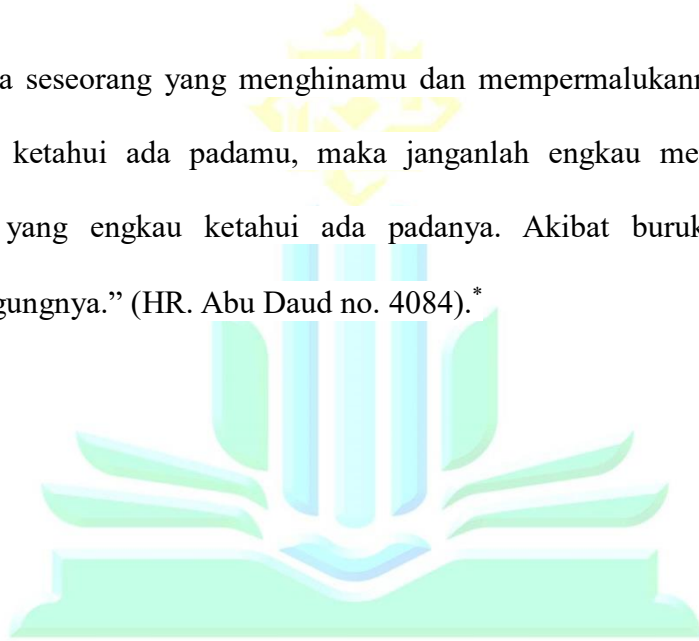 a seseorang yang menghinamu dan mempermalukann
ketahui ada padamu, maka janganlah engkau me
yang engkau ketahui ada padanya. Akibat buruk
gungnya.” (HR. Abu Daud no. 4084).*